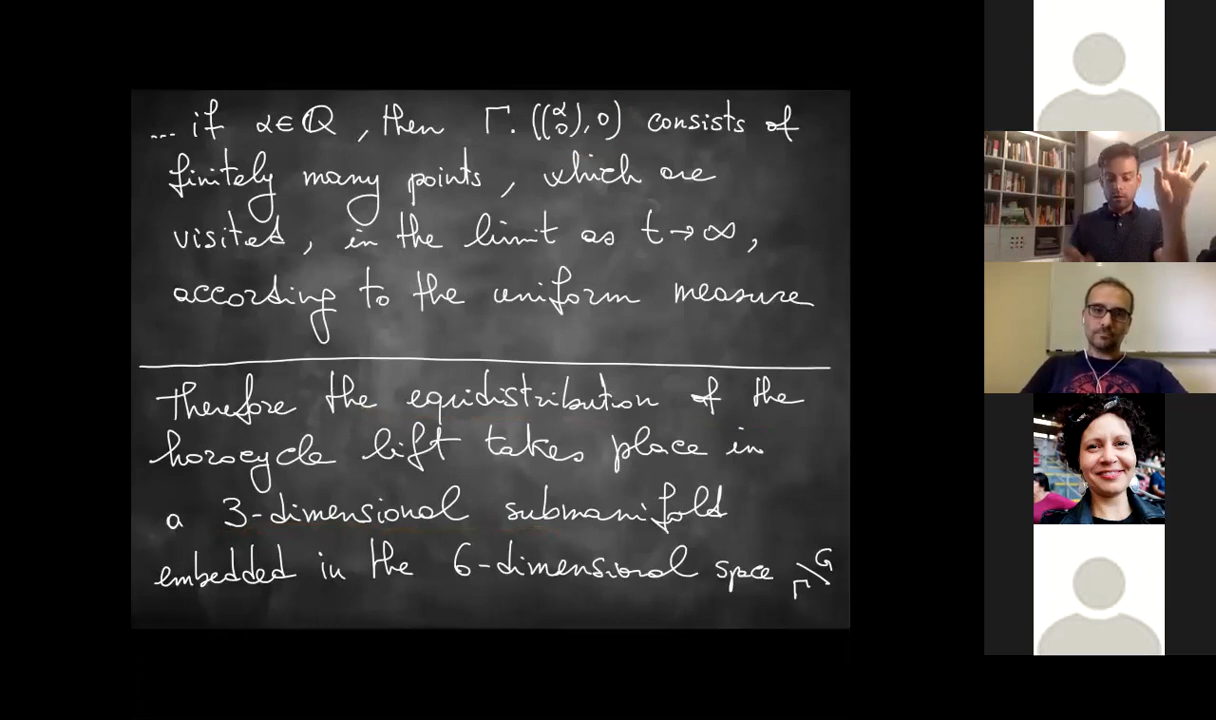 ... if α∈ℚ, then Γ.((α 0),0) consists of
finitely many points, which are
visited, in the limit as t→∞,
according to the uniform measure
Therefore the equidistribution of the
horocycle lift takes place in
a 3-dimensional submanifold
embedded in the 6-dimensional space Γ\G